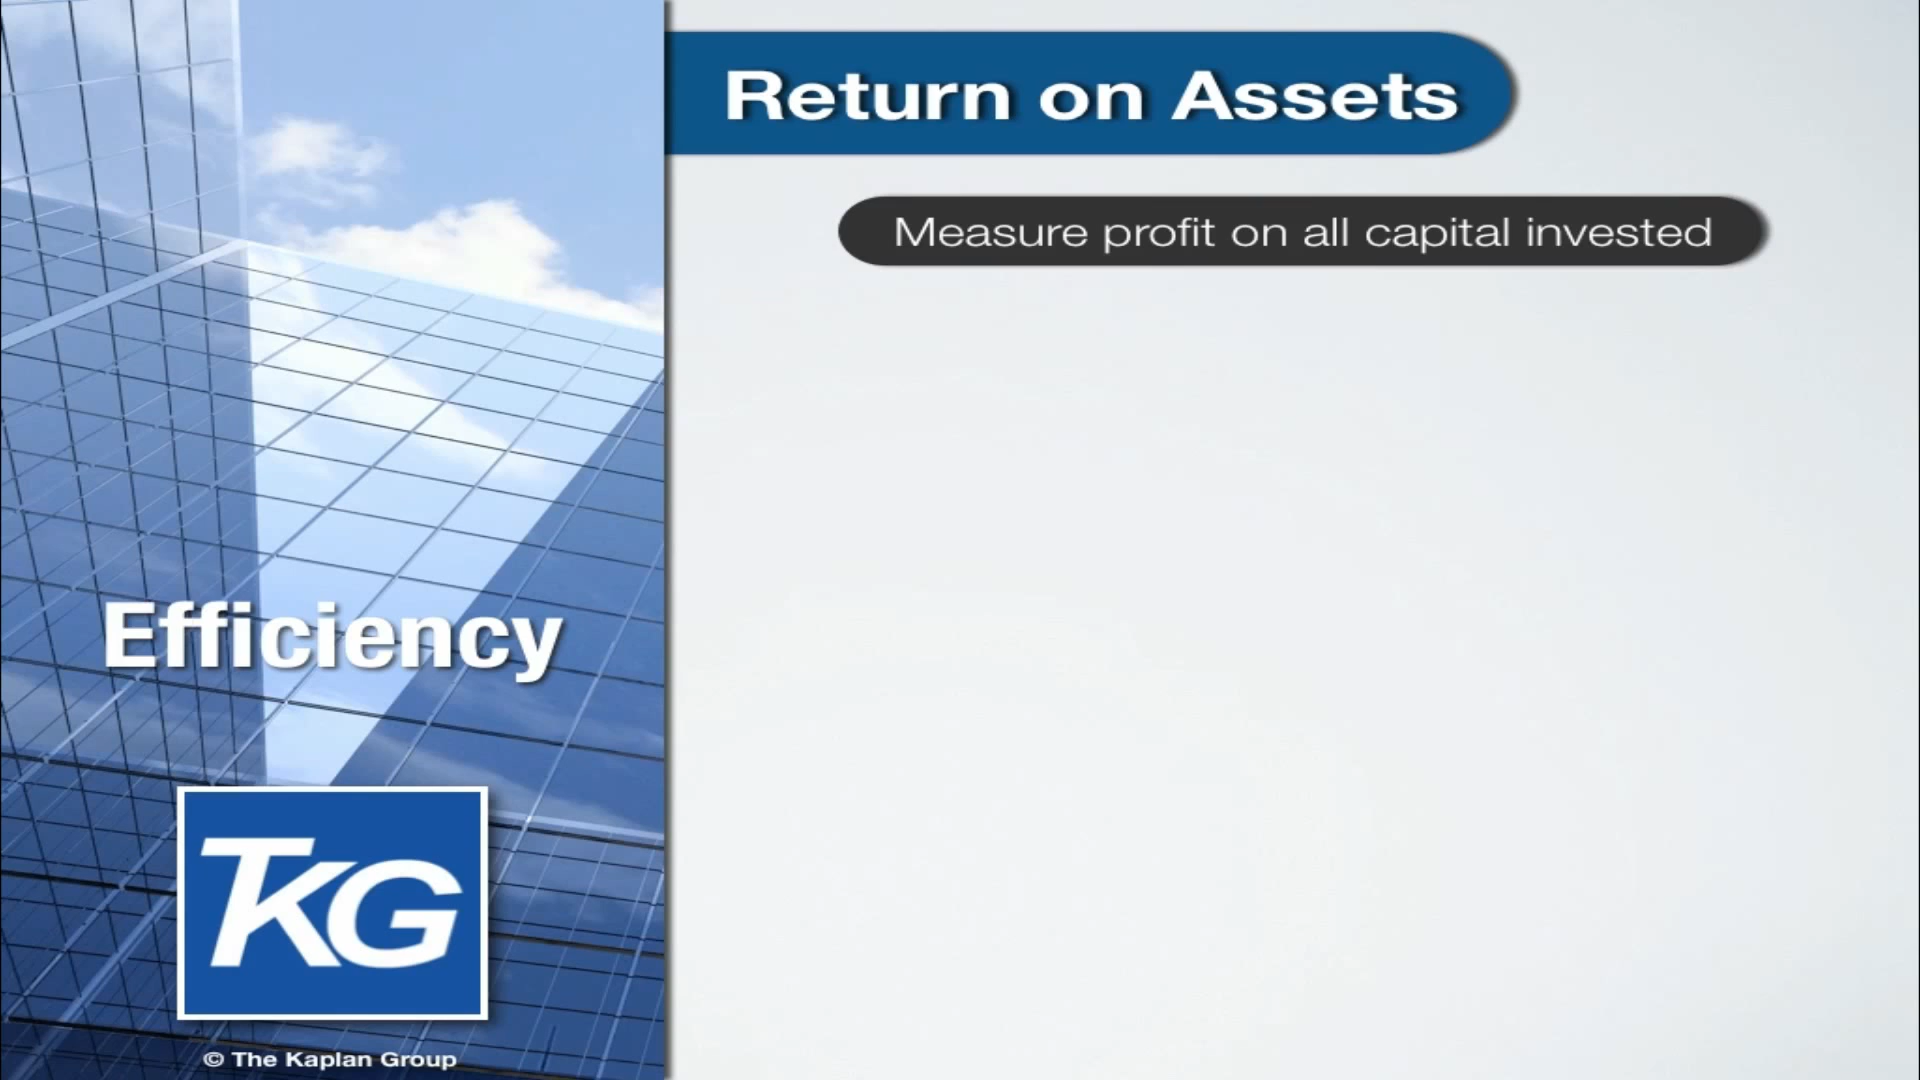 Return on Assets
Measure profit on all capital invested
Efficiency
TKG
© The Kaplan Group